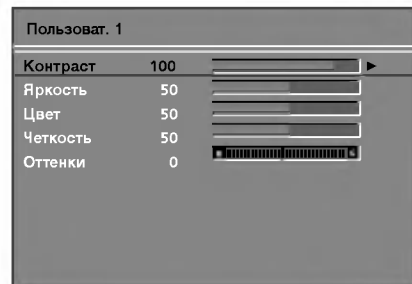 Пользоват. 1
Контраст 100
Яркость 50
Цвет 50
Четкость 50
Оттенки 0